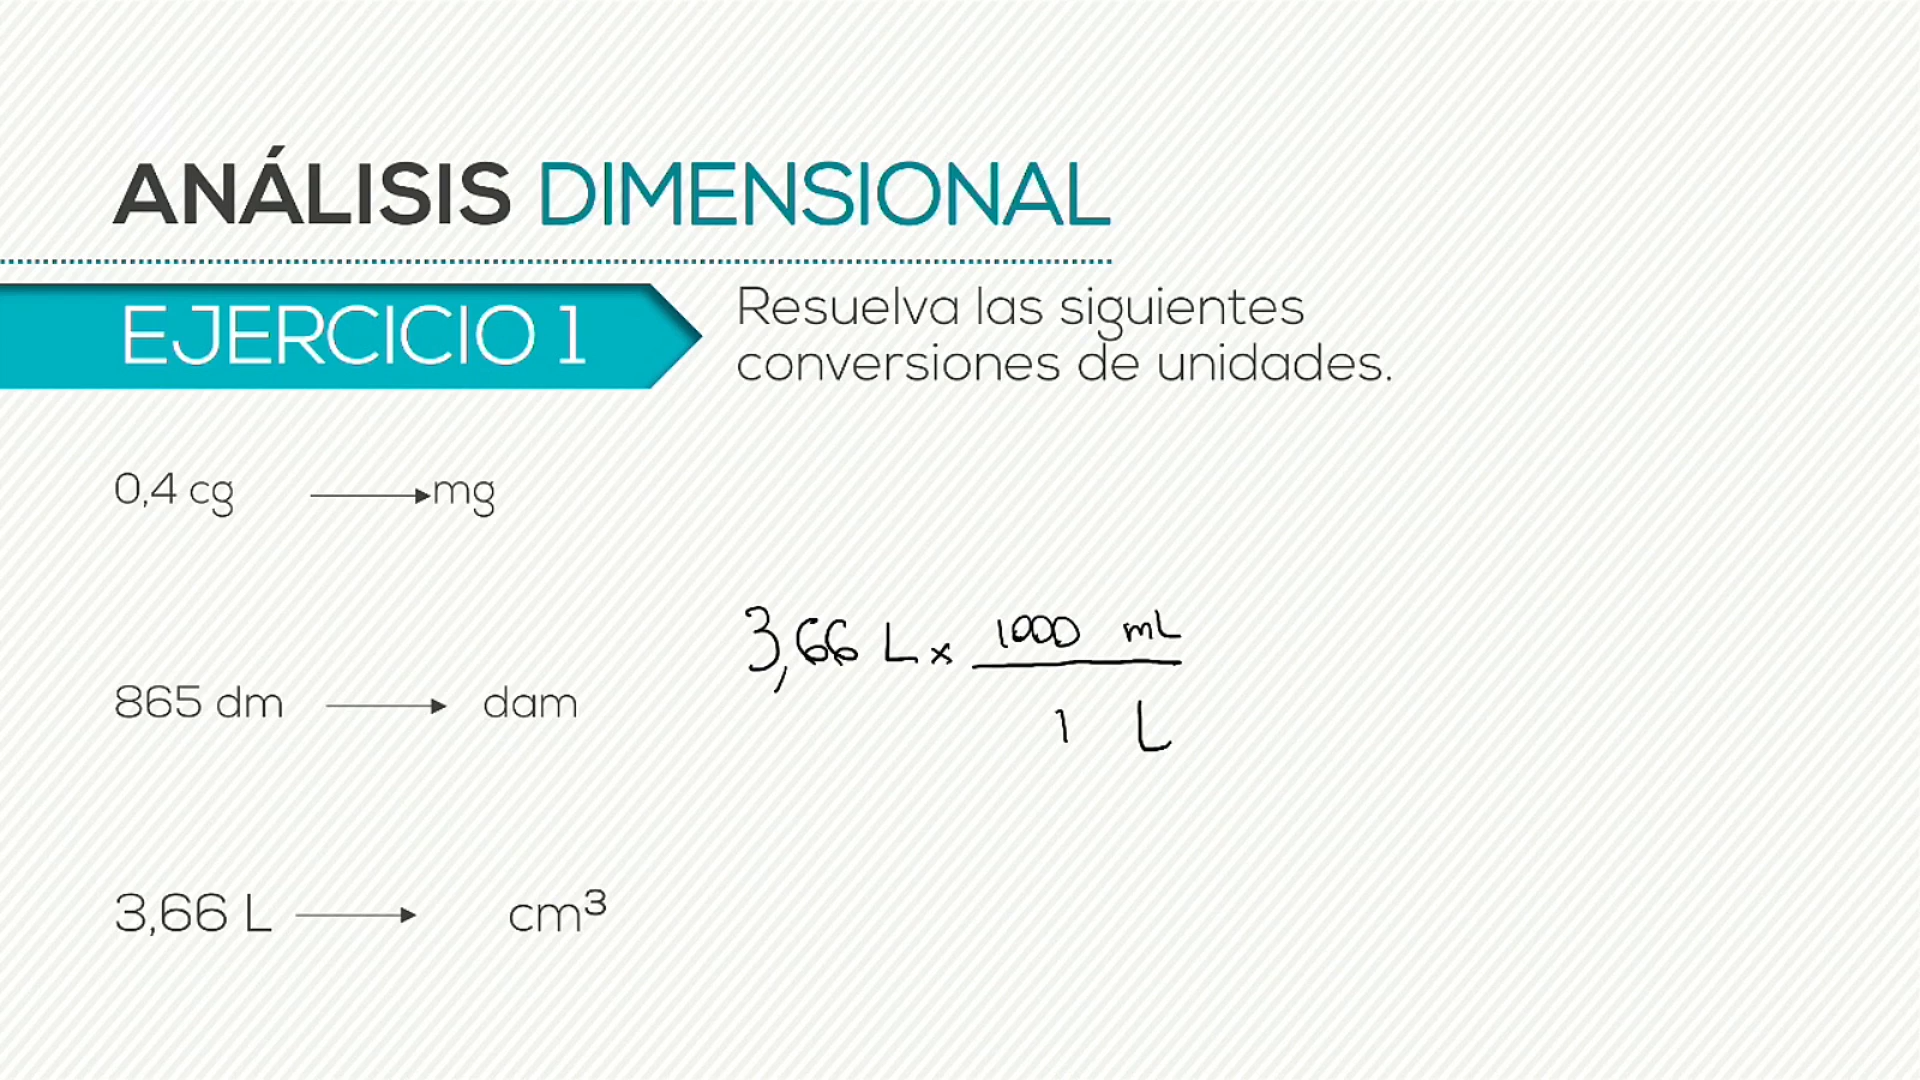 ANÁLISIS DIMENSIONAL
EJERCICIO 1
Resuelva las siguientes
conversiones de unidades.
0,4 cg → mg
3,66 L x 1000 mL
1 L
865 dm → dam
3,66 L → cm³